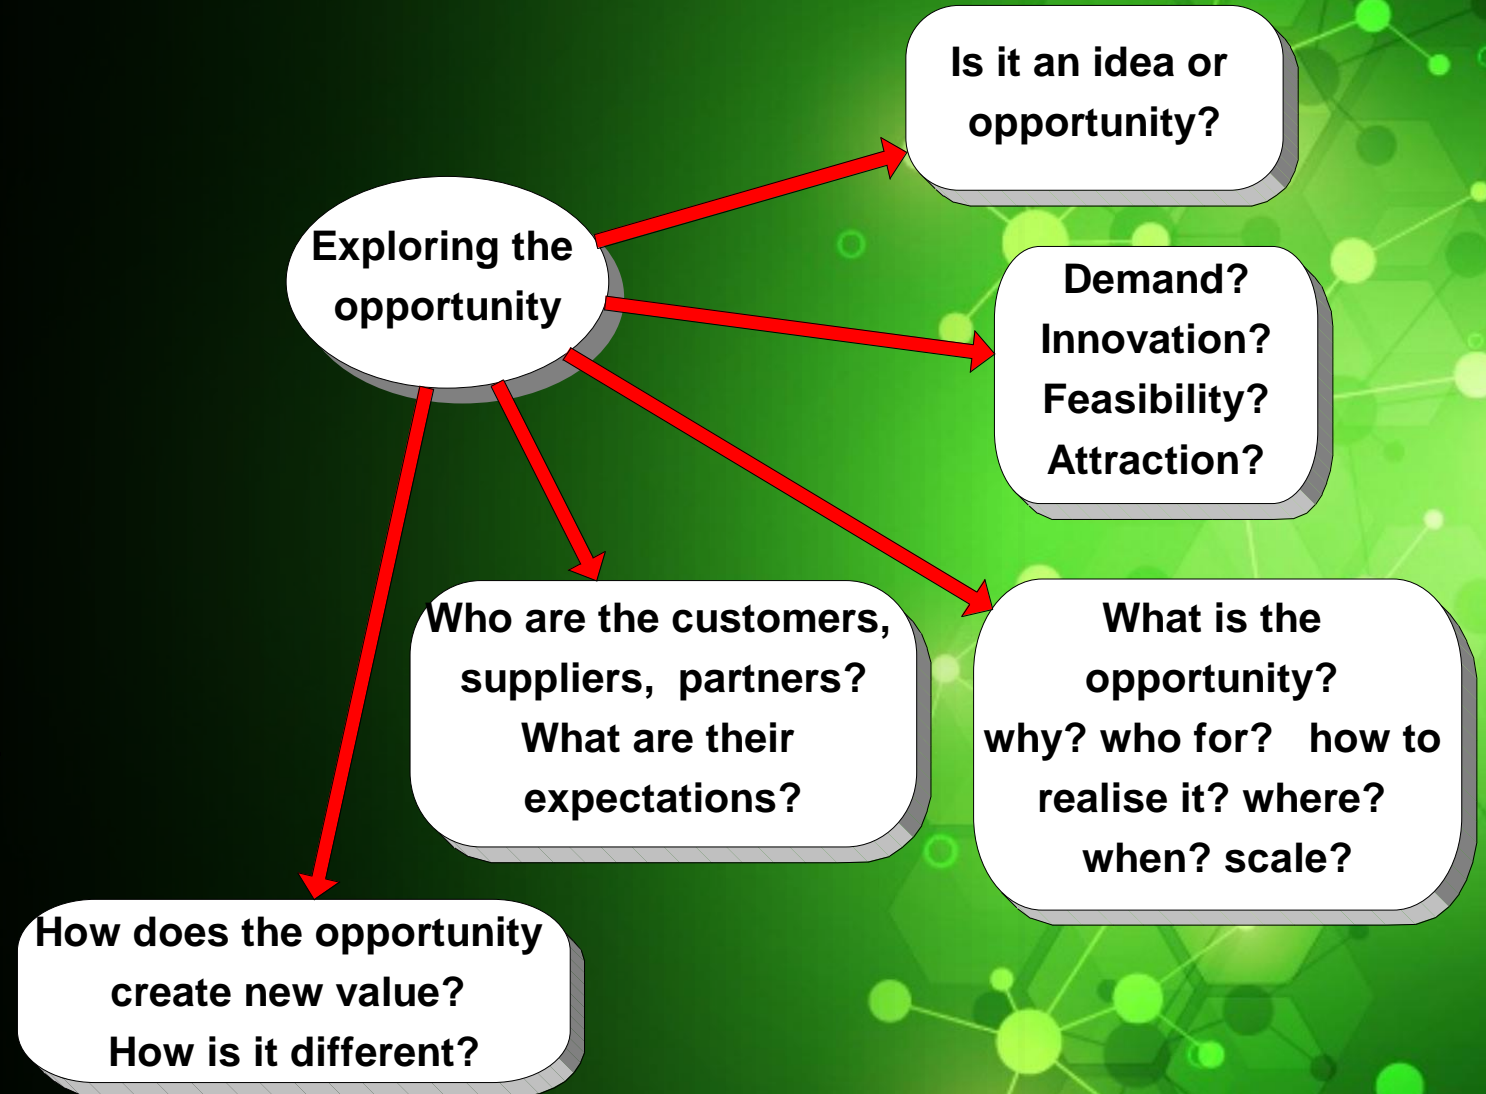 Exploring the
opportunity
Is it an idea or
opportunity?
Demand?
Innovation?
Feasibility?
Attraction?
What is the
opportunity?
why? who for? how to
realise it? where?
when? scale?
Who are the customers,
suppliers, partners?
What are their
expectations?
How does the opportunity
create new value?
How is it different?